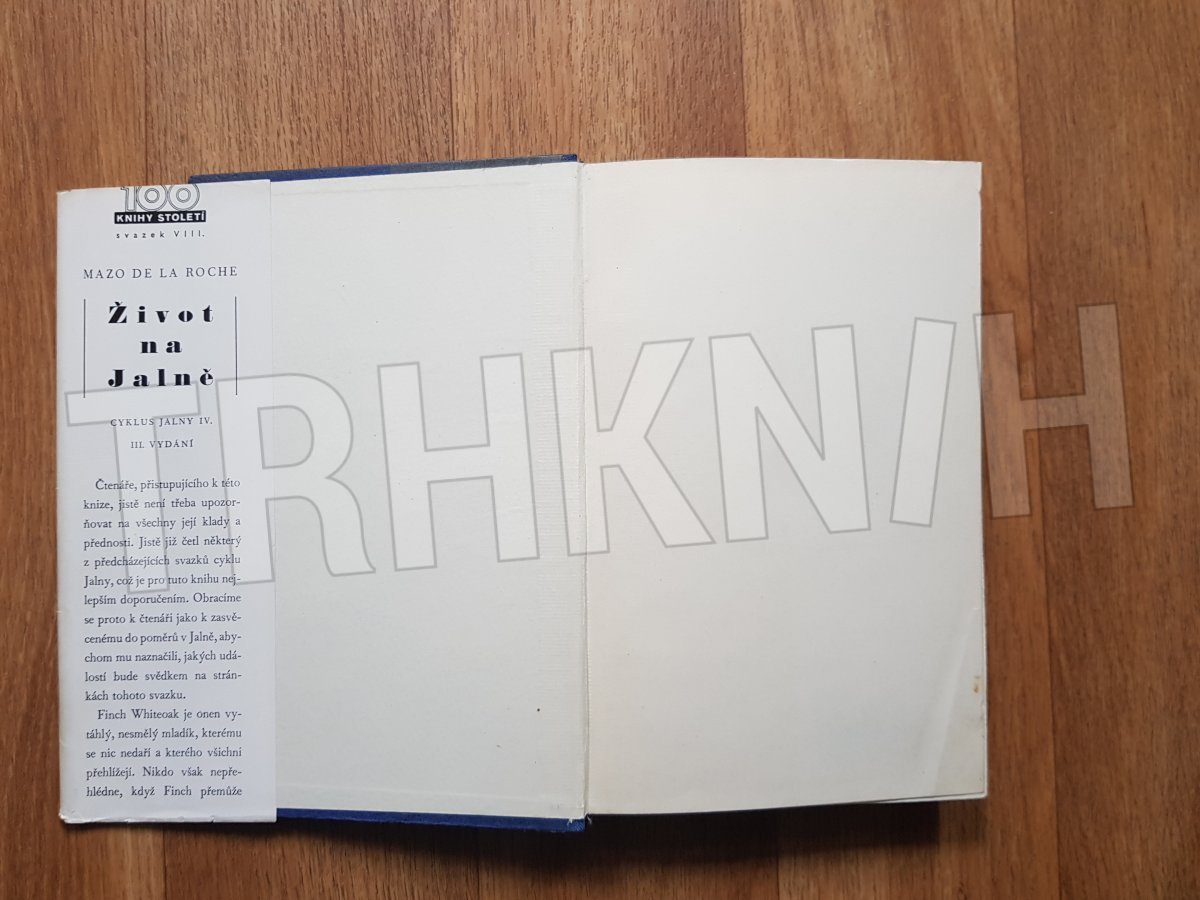 100
KNIHY STOLETÍ
svazek VIII.
MAZO DE LA ROCHE
Život
na
Jalně
CYKLUS JALNY IV.
III. VYDÁNÍ
Čtenáře, přistupujícího k této
knize, jistě není třeba upozor-
ňovat na všechny její klady a
přednosti. Jistě již četl některý
z předcházejících svazků cyklu
Jalny, což je pro tuto knihu nej-
lepším doporučením. Obracíme
se proto k čtenáři jako k zasvě-
cenému do poměrů v Jalně, aby-
chom mu naznačili, jakých udá-
lostí bude svědkem na strán-
kách tohoto svazku.
Finch Whiteoak je onen vy-
táhlý, nesmělý mladík, kterému
se nic nedaří a kterého všichni
přehlížejí. Nikdo však nepře-
hlédne, když Finch přemůže
TRHKNIH